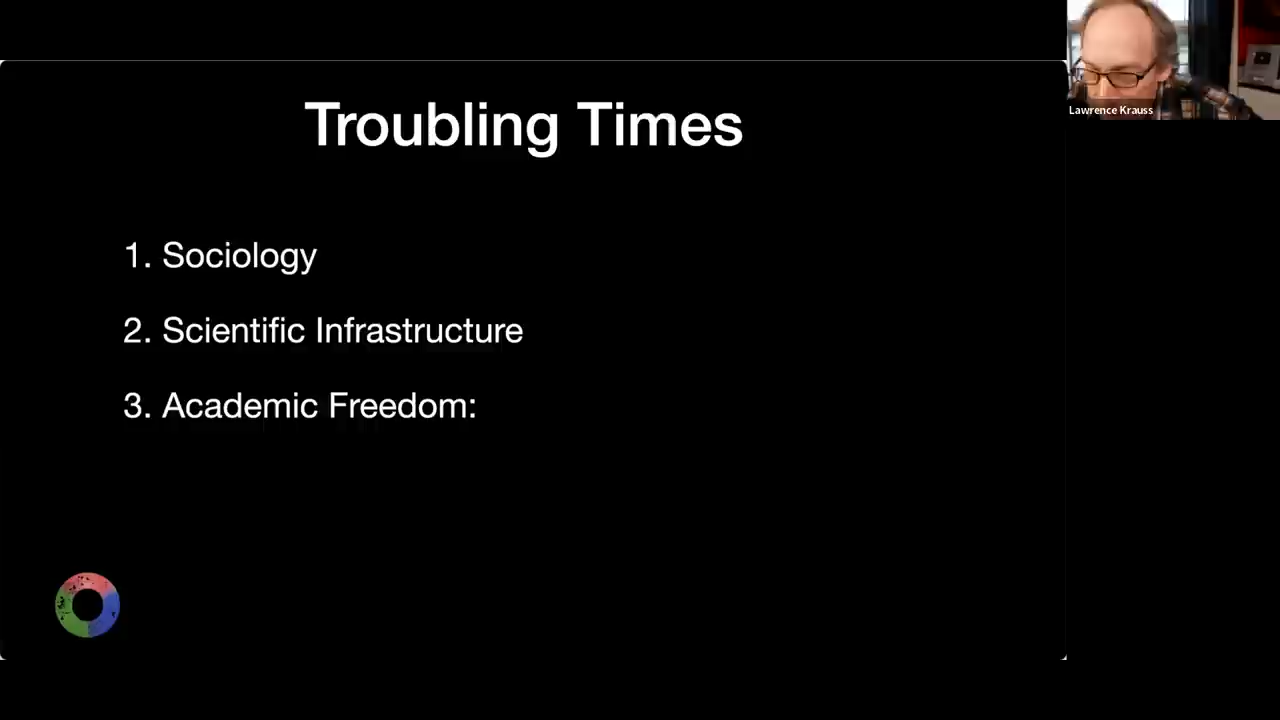 Troubling Times
1. Sociology
2. Scientific Infrastructure
3. Academic Freedom:
Lawrence Krauss